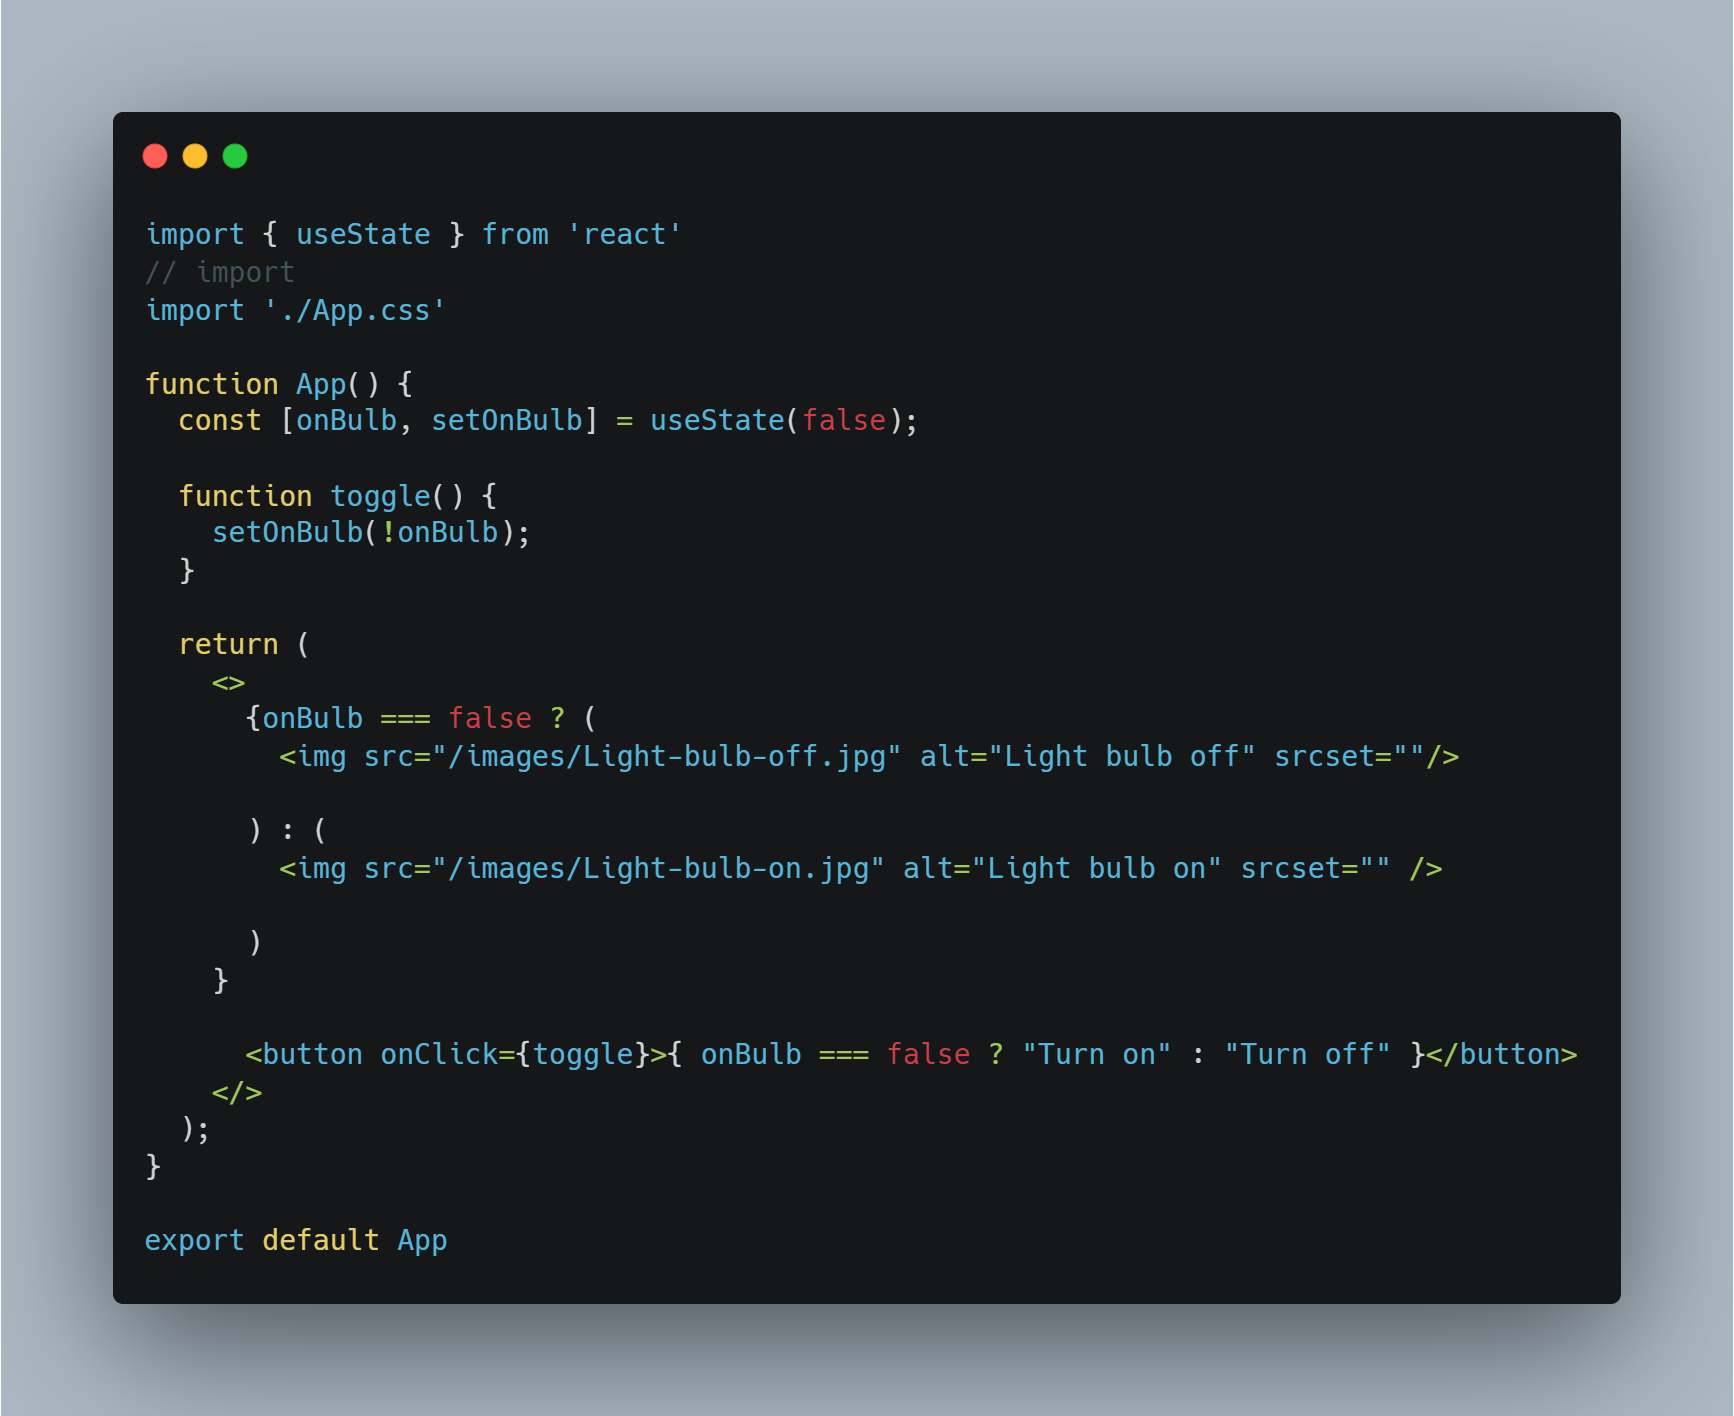 import { useState } from 'react'
// import
import './App.css'

function App() {
  const [onBulb, setOnBulb] = useState(false);

  function toggle() {
    setOnBulb(!onBulb);
  }

  return (
    <>
      {onBulb === false ? (
        <img src="/images/Light-bulb-off.jpg" alt="Light bulb off" srcset=""/>

      ) : (
        <img src="/images/Light-bulb-on.jpg" alt="Light bulb on" srcset="" />

      )
    }

      <button onClick={toggle}>{ onBulb === false ? "Turn on" : "Turn off" }</button>
    </>
  );
}

export default App